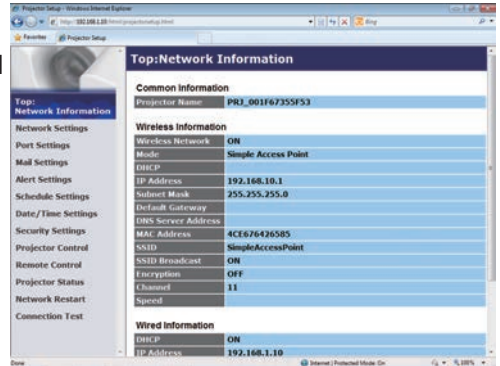 Projector Setup - Windows Internet Explorer
Bing
Favorites Projector Setup
Top:Network Information
Top:
Network Information
Network Settings
Port Settings
Mail Settings
Alert Settings
Schedule Settings
Date/Time Settings
Security Settings
Projector Control
Remote Control
Projector Status
Network Restart
Connection Test
Common Information
Projector Name PRJ_001F67355F53
Wireless Information
Wireless Network ON
Mode Simple Access Point
DHCP
IP Address 192.168.10.1
Subnet Mask 255.255.255.0
Default Gateway
DNS Server Address
MAC Address 4CE676426585
SSID SimpleAccessPoint
SSID Broadcast ON
Encryption OFF
Channel 11
Speed
Wired Information
DHCP ON
IP Address 192.168.1.10
Done Internet | Protected Mode: On 100%